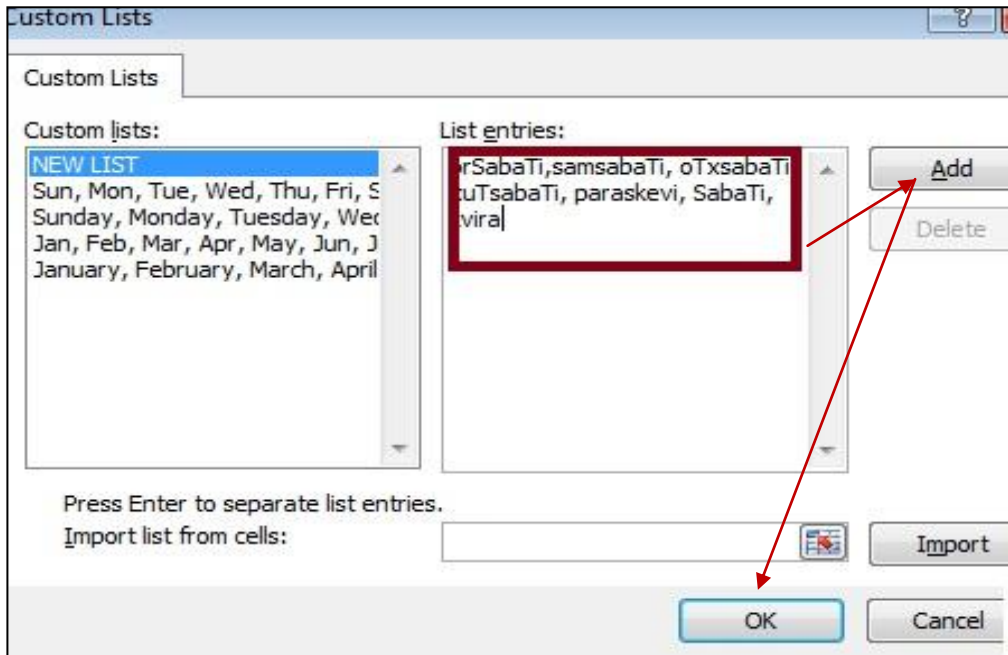 Custom Lists
Custom Lists
Custom lists:
NEW LIST
Sun, Mon, Tue, Wed, Thu, Fri, S
Sunday, Monday, Tuesday, Wed
Jan, Feb, Mar, Apr, May, Jun, J
January, February, March, April
List entries:
rSabaTi,samsabaTi, oTxsabaTi
uTsabaTi, paraskevi, SabaTi,
vira
Add
Delete
Press Enter to separate list entries.
Import list from cells:
Import
OK
Cancel